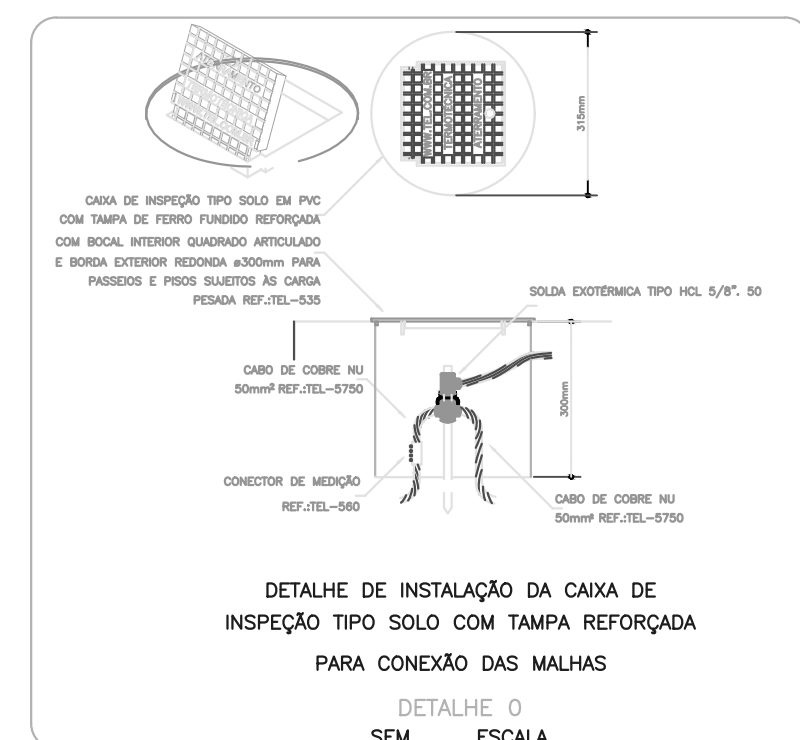 ATERRAMENTO
WWW.TEL.COM.BR
TERMOTÉCNICA
ATERRAMENTO
315mm
CAIXA DE INSPEÇÃO TIPO SOLO EM PVC
COM TAMPA DE FERRO FUNDIDO REFORÇADA
COM BOCAL INTERIOR QUADRADO ARTICULADO
E BORDA EXTERIOR REDONDA ø300mm PARA
PASSEIOS E PISOS SUJEITOS ÀS CARGA
PESADA REF.:TEL-535
SOLDA EXOTÉRMICA TIPO HCL 5/8". 50
CABO DE COBRE NU
50mm² REF.:TEL-5750
300mm
CONECTOR DE MEDIÇÃO
REF.:TEL-560
CABO DE COBRE NU
50mm² REF.:TEL-5750
DETALHE DE INSTALAÇÃO DA CAIXA DE
INSPEÇÃO TIPO SOLO COM TAMPA REFORÇADA
PARA CONEXÃO DAS MALHAS
DETALHE O
SEM ESCALA